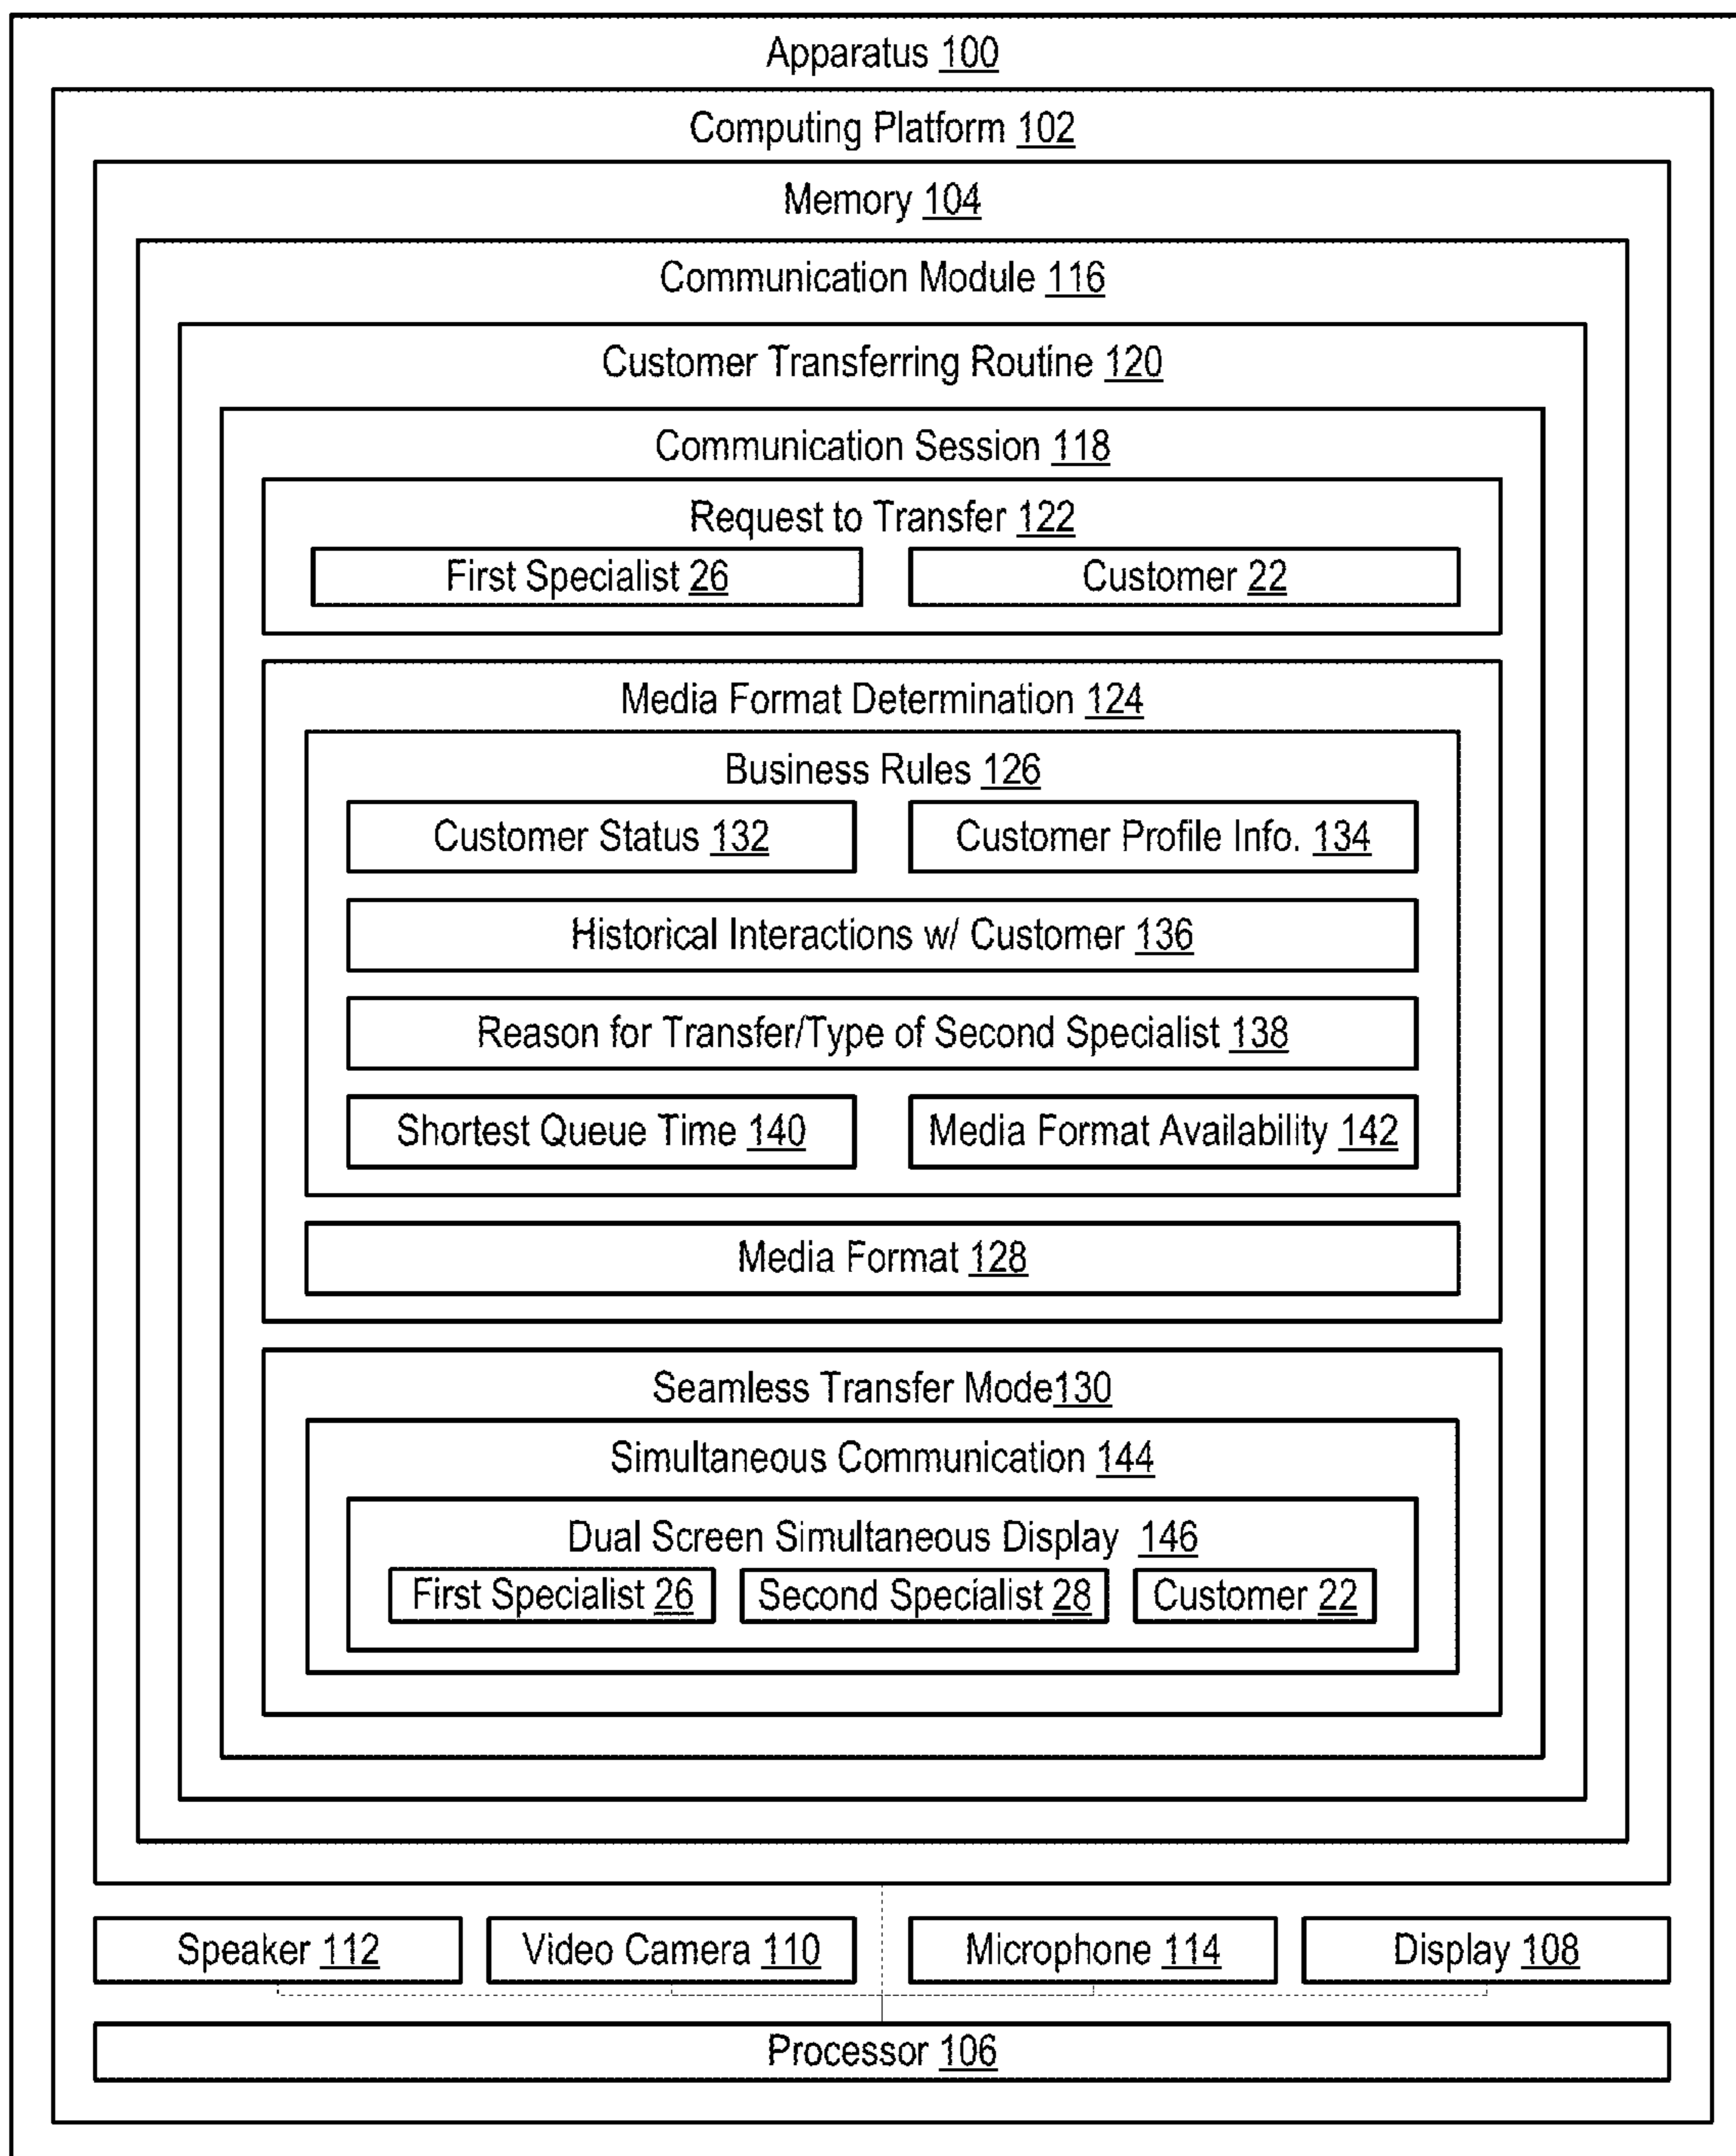 Apparatus 100
Computing Platform 102
Memory 104
Communication Module 116
Customer Transferring Routine 120
Communication Session 118
Request to Transfer 122
First Specialist 26 Customer 22
Media Format Determination 124
Business Rules 126
Customer Status 132 Customer Profile Info. 134
Historical Interactions w/ Customer 136
Reason for Transfer/Type of Second Specialist 138
Shortest Queue Time 140 Media Format Availability 142
Media Format 128
Seamless Transfer Mode130
Simultaneous Communication 144
Dual Screen Simultaneous Display 146
First Specialist 26 Second Specialist 28 Customer 22
Speaker 112 Video Camera 110 Microphone 114 Display 108
Processor 106